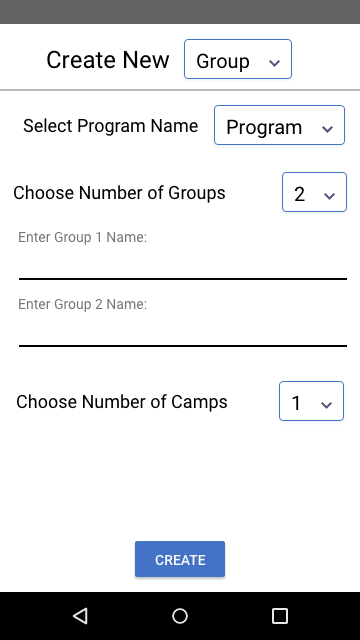 Create New Group
Select Program Name Program
Choose Number of Groups 2
Enter Group 1 Name:
Enter Group 2 Name:
Choose Number of Camps 1
CREATE